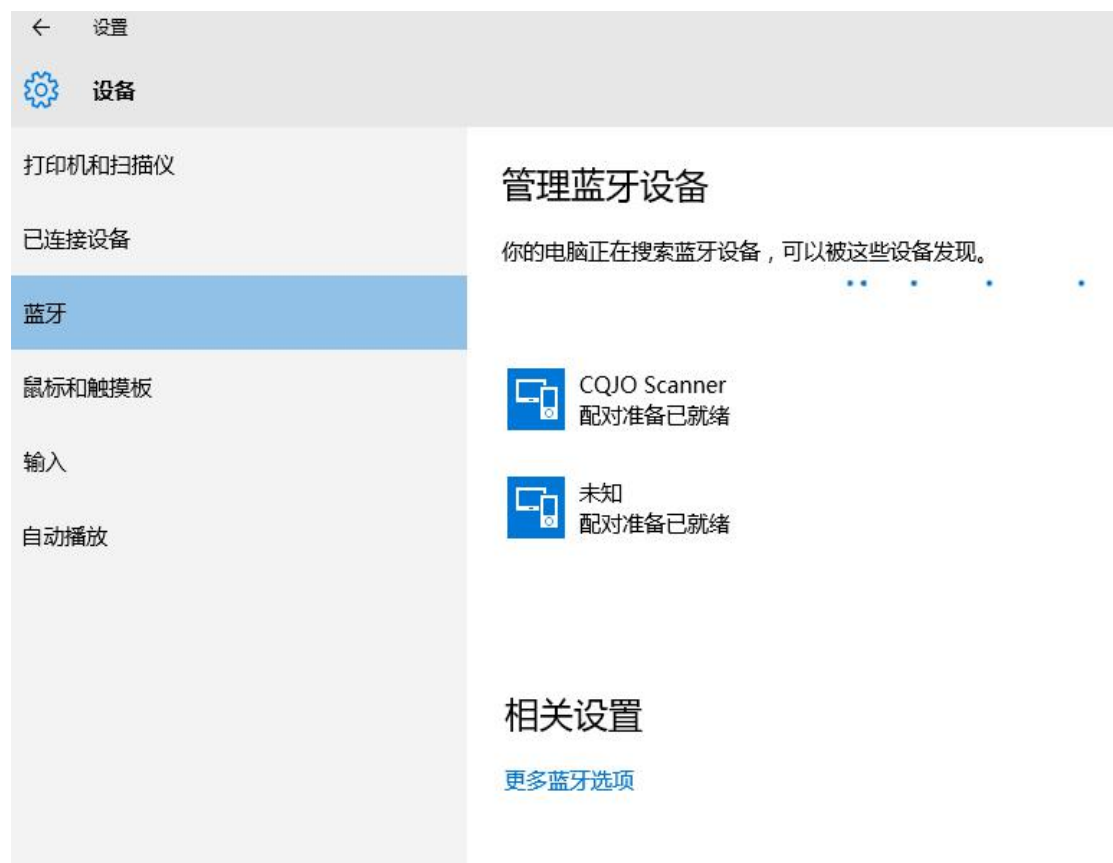 设置
设备
打印机和扫描仪
已连接设备
蓝牙
鼠标和触摸板
输入
自动播放
管理蓝牙设备
你的电脑正在搜索蓝牙设备，可以被这些设备发现。
CQJO Scanner
配对准备已就绪
未知
配对准备已就绪
相关设置
更多蓝牙选项